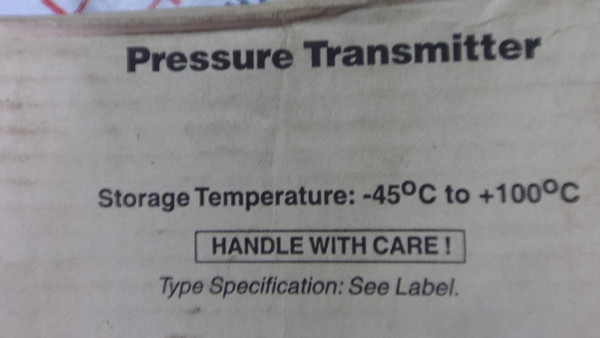 Pressure Transmitter
Storage Temperature: -45°C to +100°C
HANDLE WITH CARE !
Type Specification: See Label.